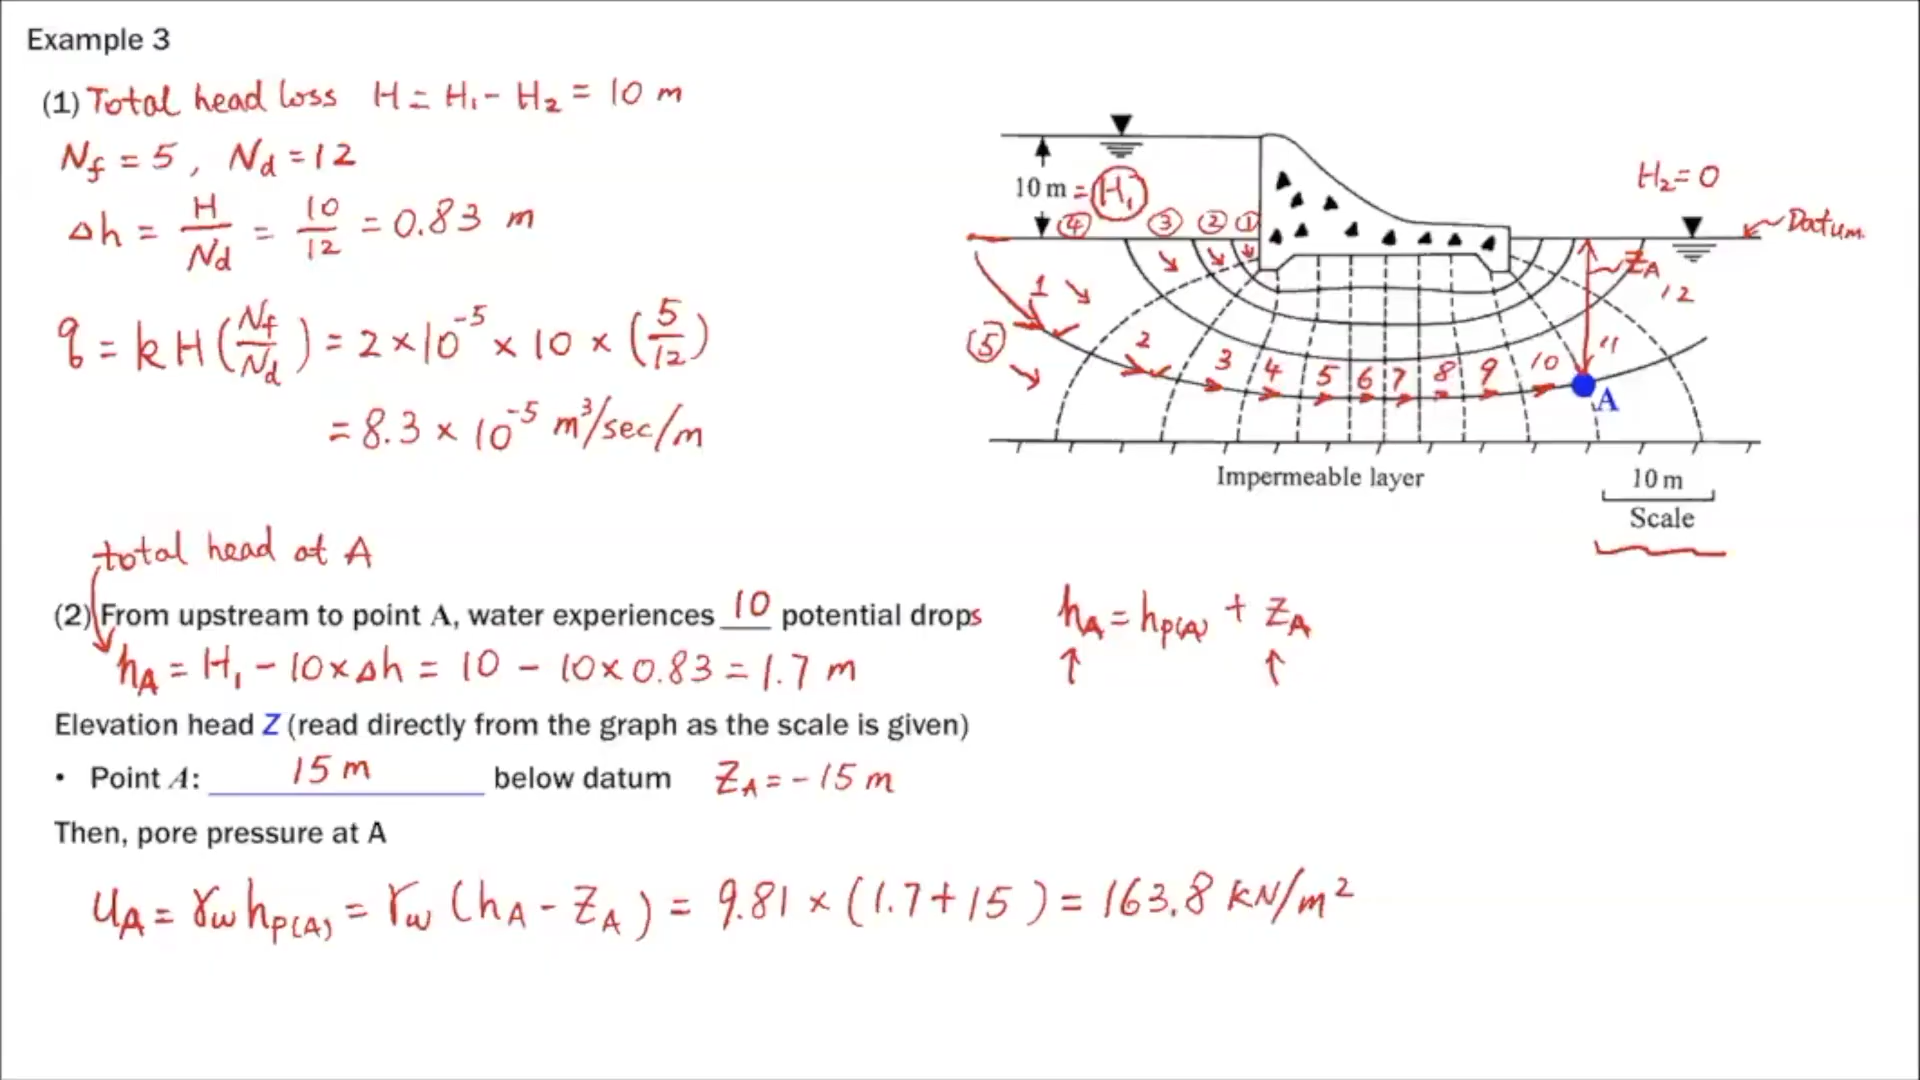 Example 3
(1) Total head loss H = H₁ - H₂ = 10 m
N_f = 5, N_d = 12
Δh = H/N_d = 10/12 = 0.83 m
q = k H (N_f/N_d) = 2 × 10⁻⁵ × 10 × (5/12)
= 8.3 × 10⁻⁵ m³/sec/m
10 m = H₁
④ ③ ② ①
H₂ = 0
Datum
Z_A
⑤
1 2 3 4 5 6 7 8 9 10 11 12
A
Impermeable layer
10 m
Scale
total head at A
(2) From upstream to point A, water experiences 10 potential drops
h_A = H₁ - 10 × Δh = 10 - 10 × 0.83 = 1.7 m
h_A = h_p(A) + Z_A
Elevation head Z (read directly from the graph as the scale is given)
• Point A: 15 m below datum Z_A = - 15 m
Then, pore pressure at A
u_A = γ_w h_p(A) = γ_w (h_A - Z_A) = 9.81 × (1.7 + 15) = 163.8 kN/m²